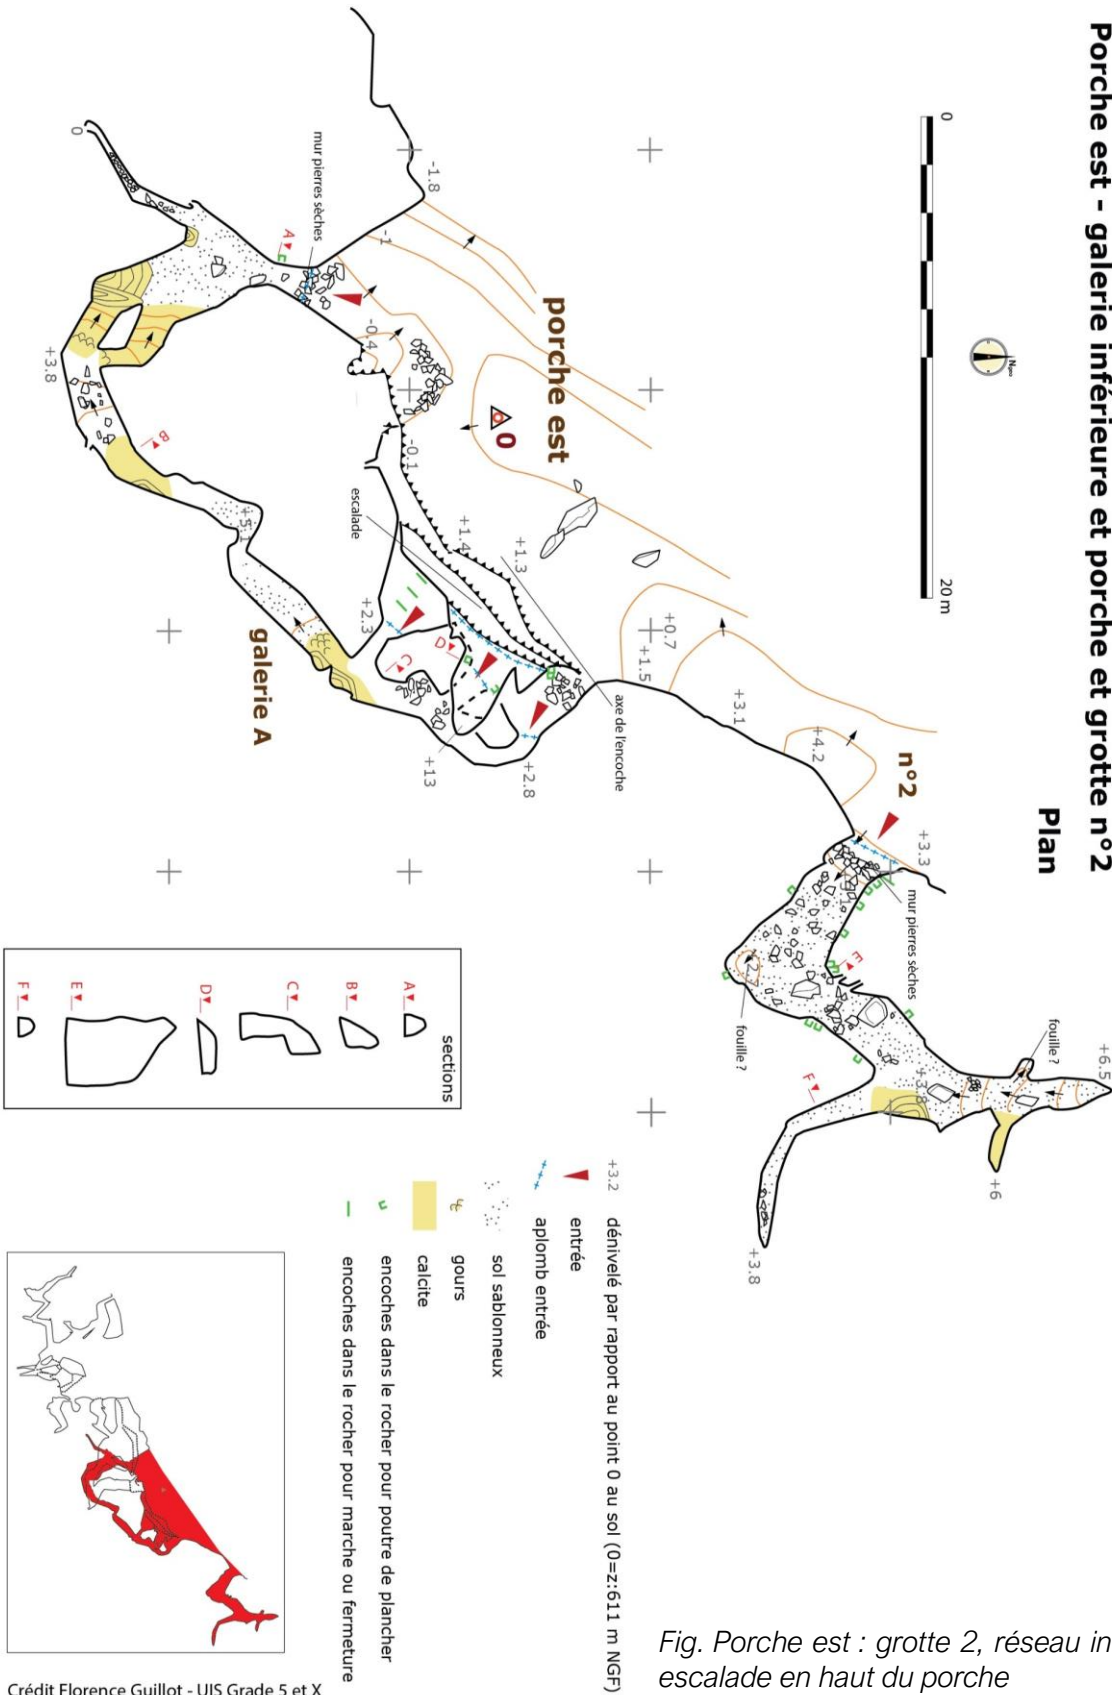 Porche est - galerie inférieure et porche et grotte n°2
Plan
0
20 m
Npro
-1.8
-1
mur pierres sèches
A
0
porche est
-0.4
0
-0.1
+3.8
B
escalade
+5.1
+1.4
+1.3
+2.3
D
C
galerie A
+13
+2.8
axe de l'encoche
+0.7
+1.5
+3.1
+4.2
n°2
+3.3
mur pierres sèches
E
fouille ?
fouille ?
+6.5
+3.8
F
+6
+3.8
sections
A
B
C
D
E
F
+3.2 dénivelé par rapport au point 0 au sol (0=z:611 m NGF)
entrée
aplomb entrée
sol sablonneux
gours
calcite
encoches dans le rocher pour poutre de plancher
encoches dans le rocher pour marche ou fermeture
Crédit Florence Guillot - UIS Grade 5 et X
Fig. Porche est : grotte 2, réseau in
escalade en haut du porche